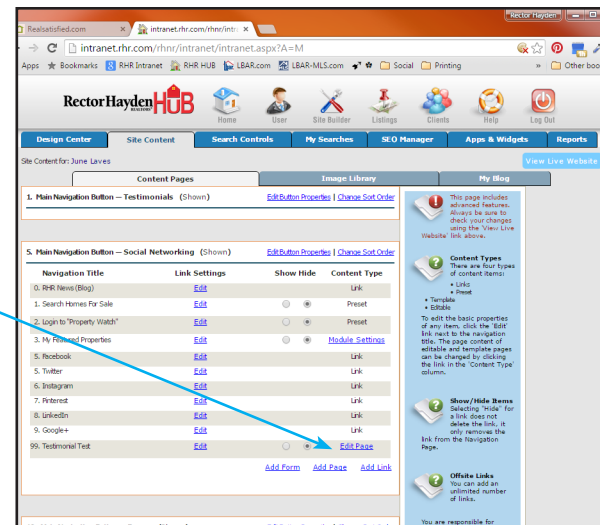 Rector Hayden
Realsatisfied.com
intranet.rhr.com/rhnr/intra
intranet.rhr.com/rhnr/intranet/intranet.aspx?A=M
Apps Bookmarks RHR Intranet RHR HUB LBAR.com LBAR-MLS.com Social Printing » Other boo
Rector Hayden HUB
REALTORS
Home User Site Builder Listings Clients Help Log Out
Design Center Site Content Search Controls My Searches SEO Manager Apps & Widgets Reports
Site Content for: June Laves
View Live Website
Content Pages Image Library My Blog
1. Main Navigation Button — Testimonials (Shown) Edit Button Properties | Change Sort Order
5. Main Navigation Button — Social Networking (Shown) Edit Button Properties | Change Sort Order
Navigation Title Link Settings Show Hide Content Type
0. RHR News (Blog) Edit Link
1. Search Homes For Sale Edit Preset
2. Login to "Property Watch" Edit Preset
3. My Featured Properties Edit Module Settings
5. Facebook Edit Link
5. Twitter Edit Link
6. Instagram Edit Link
7. Pinterest Edit Link
8. LinkedIn Edit Link
9. Google+ Edit Link
99. Testimonial Test Edit Edit Page
Add Form Add Page Add Link
This page includes
advanced features.
Always be sure to
check your changes
using the 'View Live
Website' link above.
Content Types
There are four types
of content items:
• Links
• Preset
• Template
• Editable
To edit the basic properties
of any item, click the 'Edit'
link next to the navigation
title. The page content of
editable and template pages
can be changed by clicking
the link in the 'Content Type'
column.
Show/Hide Items
Selecting "Hide" for
a link does not
delete the link, it
only removes the
link from the Navigation
Page.
Offsite Links
You can add an
unlimited number
of links.
You are responsible for